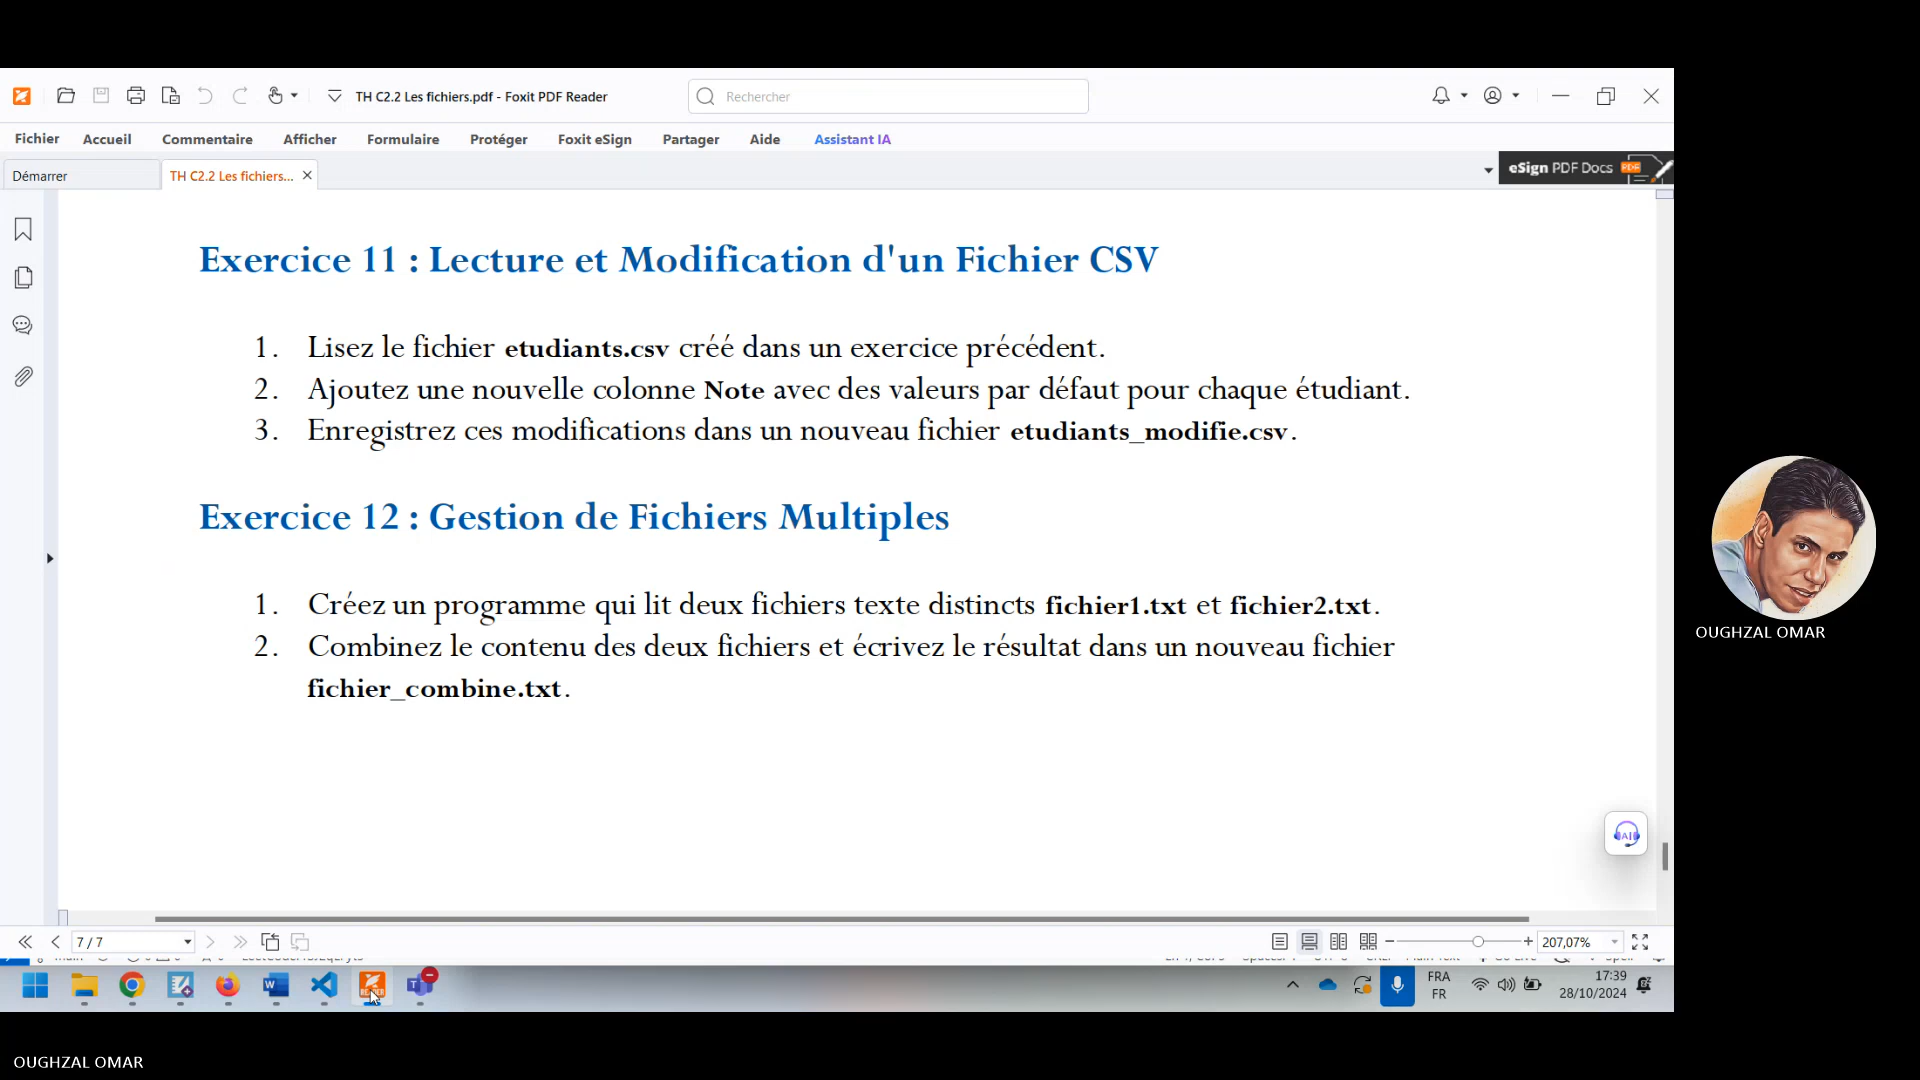 TH C2.2 Les fichiers.pdf - Foxit PDF Reader
Rechercher
Fichier Accueil Commentaire Afficher Formulaire Protéger Foxit eSign Partager Aide Assistant IA
Démarrer
TH C2.2 Les fichiers...
eSign PDF Docs
PDF
Exercice 11 : Lecture et Modification d'un Fichier CSV
1. Lisez le fichier etudiants.csv créé dans un exercice précédent.
2. Ajoutez une nouvelle colonne Note avec des valeurs par défaut pour chaque étudiant.
3. Enregistrez ces modifications dans un nouveau fichier etudiants_modifie.csv.
Exercice 12 : Gestion de Fichiers Multiples
1. Créez un programme qui lit deux fichiers texte distincts fichier1.txt et fichier2.txt.
2. Combinez le contenu des deux fichiers et écrivez le résultat dans un nouveau fichier
fichier_combine.txt.
AI
OUGHZAL OMAR
7 / 7
207,07%
READER
FRA
FR
17:39
28/10/2024
OUGHZAL OMAR